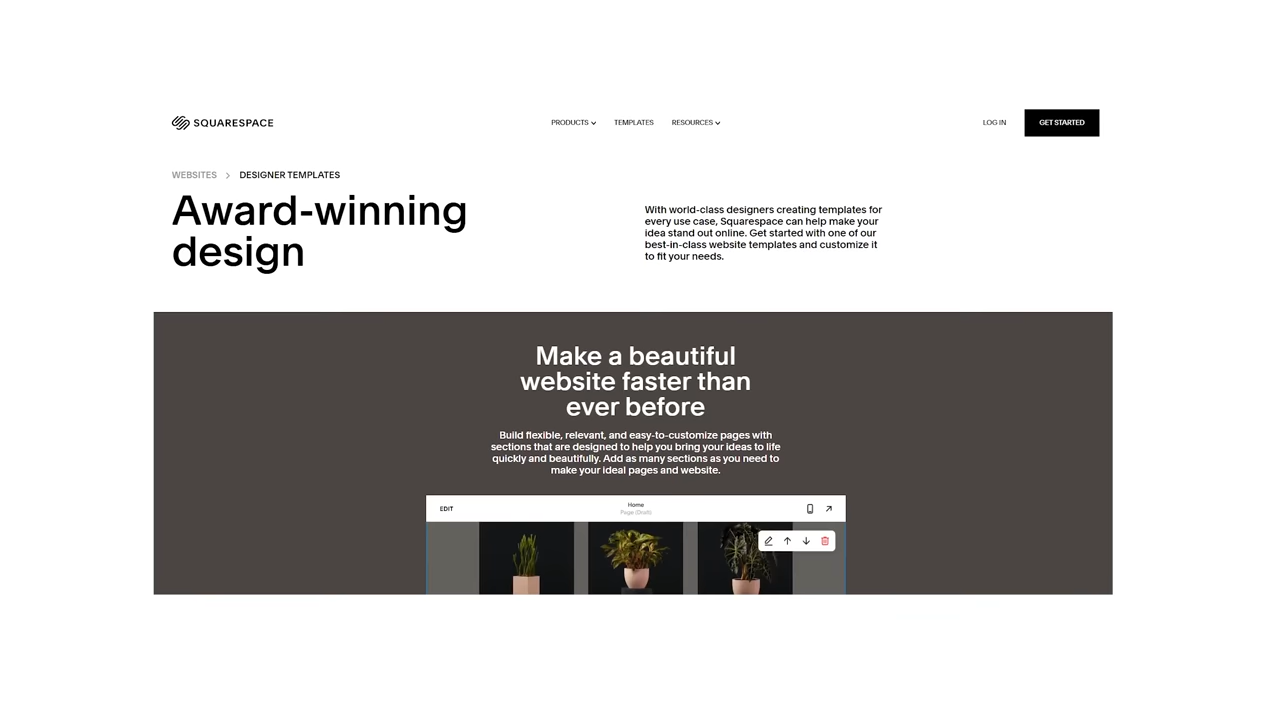 SQUARESPACE
PRODUCTS
TEMPLATES
RESOURCES
LOG IN
GET STARTED
WEBSITES
DESIGNER TEMPLATES
Award-winning
design
With world-class designers creating templates for
every use case, Squarespace can help make your
idea stand out online. Get started with one of our
best-in-class website templates and customize it
to fit your needs.
Make a beautiful
website faster than
ever before
Build flexible, relevant, and easy-to-customize pages with
sections that are designed to help you bring your ideas to life
quickly and beautifully. Add as many sections as you need to
make your ideal pages and website.
EDIT
Home
Page (Draft)